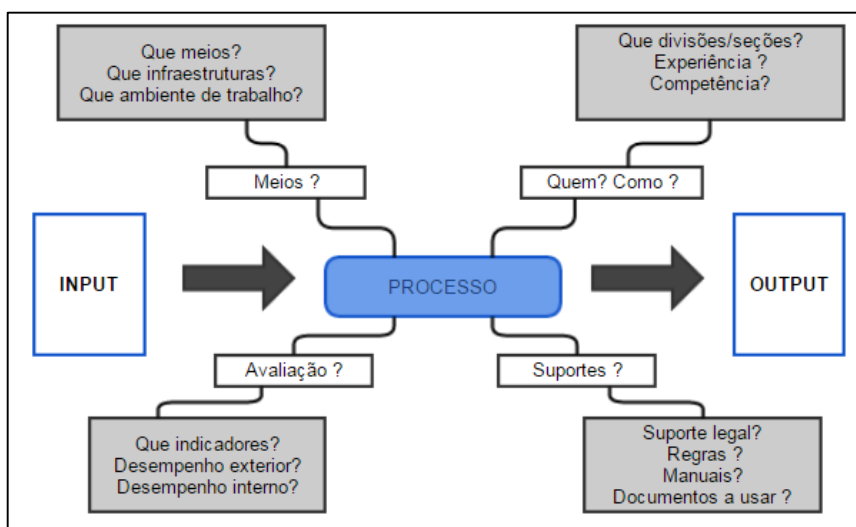 Que meios?
Que infraestruturas?
Que ambiente de trabalho?
Que divisões/seções?
Experiência ?
Competência?
Meios ?
Quem? Como ?
INPUT
PROCESSO
OUTPUT
Avaliação ?
Suportes ?
Que indicadores?
Desempenho exterior?
Desempenho interno?
Suporte legal?
Regras ?
Manuais?
Documentos a usar ?